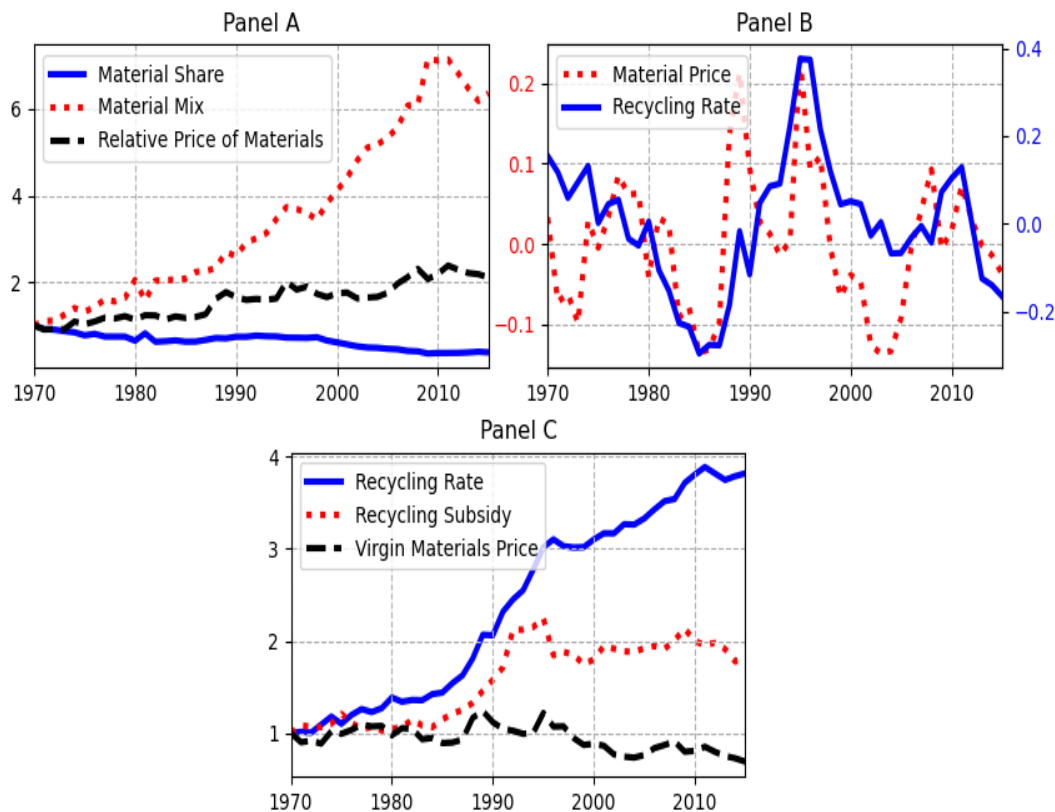 Panel A
Material Share
Material Mix
Relative Price of Materials
6
4
2
1970 1980 1990 2000 2010
Panel B
Material Price
Recycling Rate
0.2
0.1
0.0
−0.1
0.4
0.2
0.0
−0.2
1970 1980 1990 2000 2010
Panel C
Recycling Rate
Recycling Subsidy
Virgin Materials Price
4
3
2
1
1970 1980 1990 2000 2010